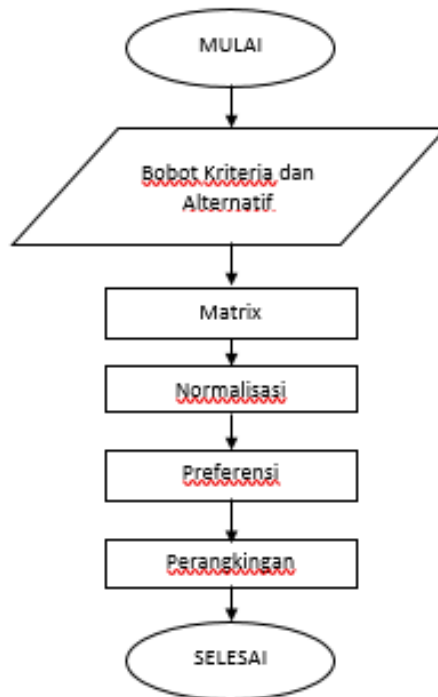 MULAI
Bobot Kriteria dan
Alternatif
Matrix
Normalisasi
Preferensi
Perangkingan
SELESAI